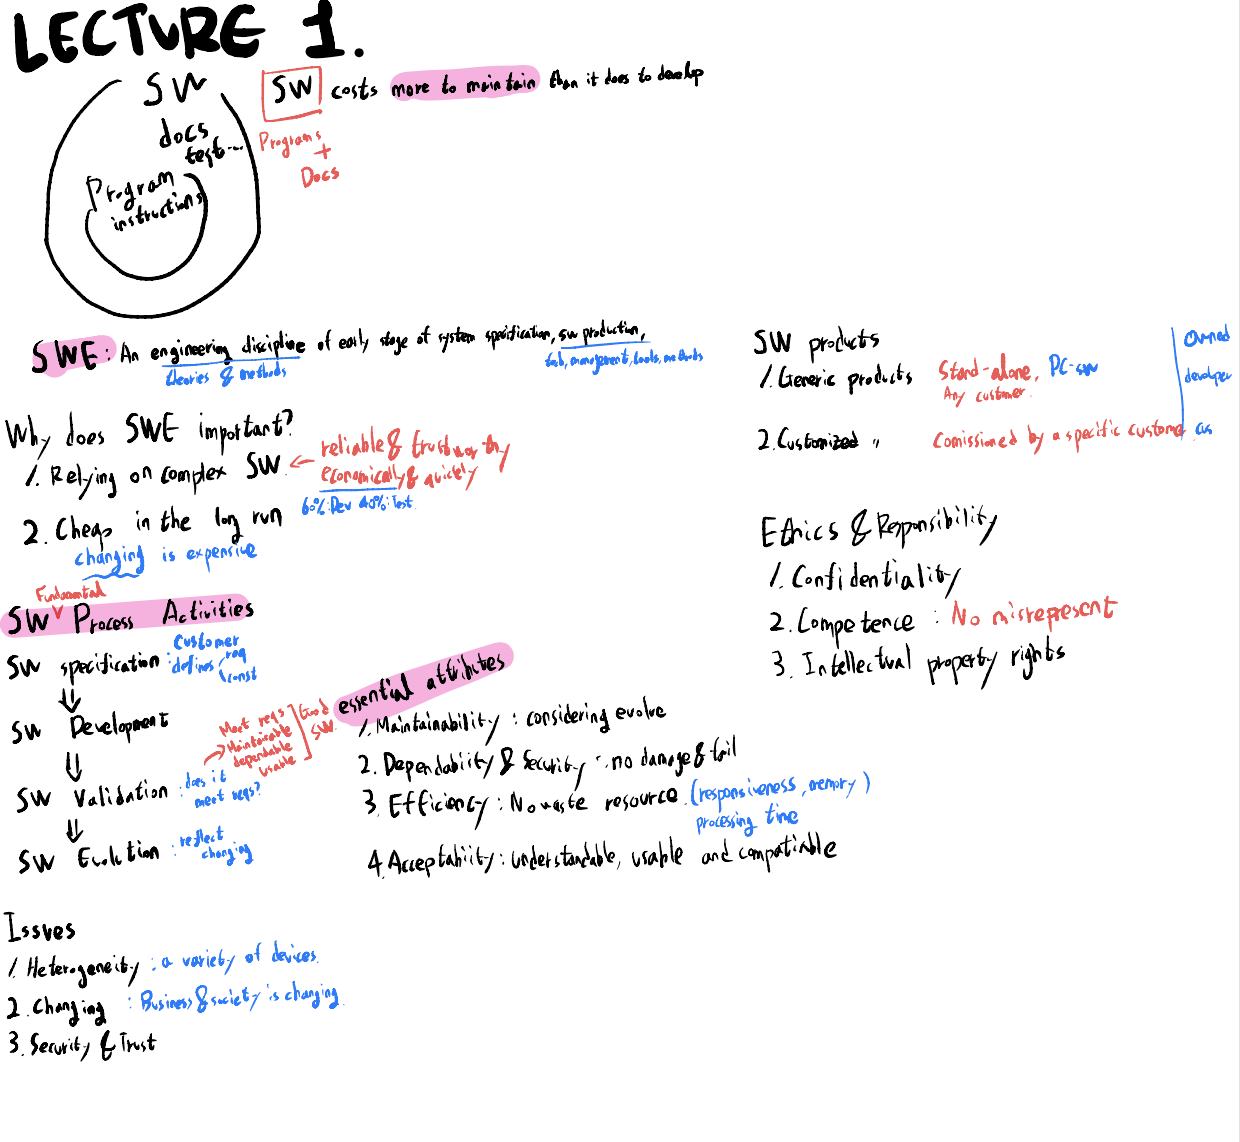 LECTURE 1.
SW
docs
test...
Program
instructions
SW costs more to maintain than it does to develop
Programs
+
Docs
SWE : An engineering discipline of early stage of system specification, sw production,
theories & methods
management, tools, methods
Why does SWE important?
1. Relying on complex SW ← reliable & trustworthy
economically & quickly
60%:Dev 40%:Test
2. Cheap in the long run
changing is expensive
Fundamental
SW Process Activities
SW specification : customer
defines req
const
⇓
SW Development
⇓
SW Validation : does it
meet reqs?
→ Meet reqs
Maintainable
dependable
usable
Good
SW
⇓
SW Evolution : reflect
changing
essential attributes
1. Maintainability : considering evolve
2. Dependability & Security : no damage & fail
3. Efficiency : No waste resource (responsiveness, memory)
processing time
4. Acceptability : understandable, usable and compatiable
Issues
1. Heterogeneity : a variety of devices.
2. Changing : Business & society is changing.
3. Security & Trust
SW products
1. Generic products Stand-alone, PC-sw
Any customer.
2. Customized 〃 Comissioned by a specific custome
Owned
developer
cus
Ethics & Responsibility
1. Confidentiality
2. Competence : No misrepresent
3. Intellectual property rights